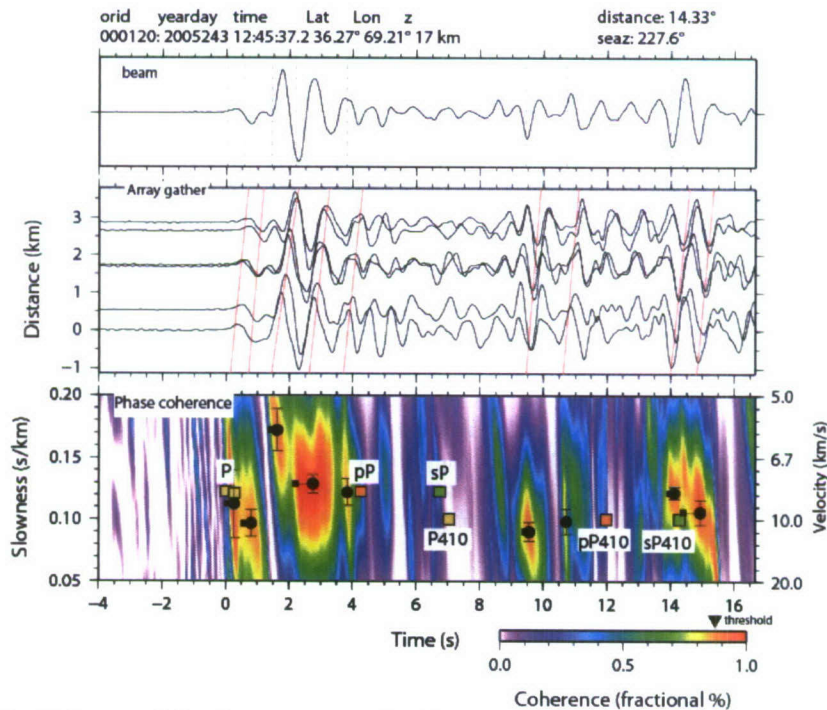 orid yearday time Lat Lon z distance: 14.33°
000120: 2005243 12:45:37.2 36.27° 69.21° 17 km seaz: 227.6°
beam
Array gather
3
2
1
0
−1
Distance (km)
Phase coherence
0.20
0.15
0.10
0.05
Slowness (s/km)
5.0
6.7
10.0
20.0
Velocity (km/s)
P pP sP
P410 pP410 sP410
−4 −2 0 2 4 6 8 10 12 14 16
Time (s)
threshold
0.0 0.5 1.0
Coherence (fractional %)